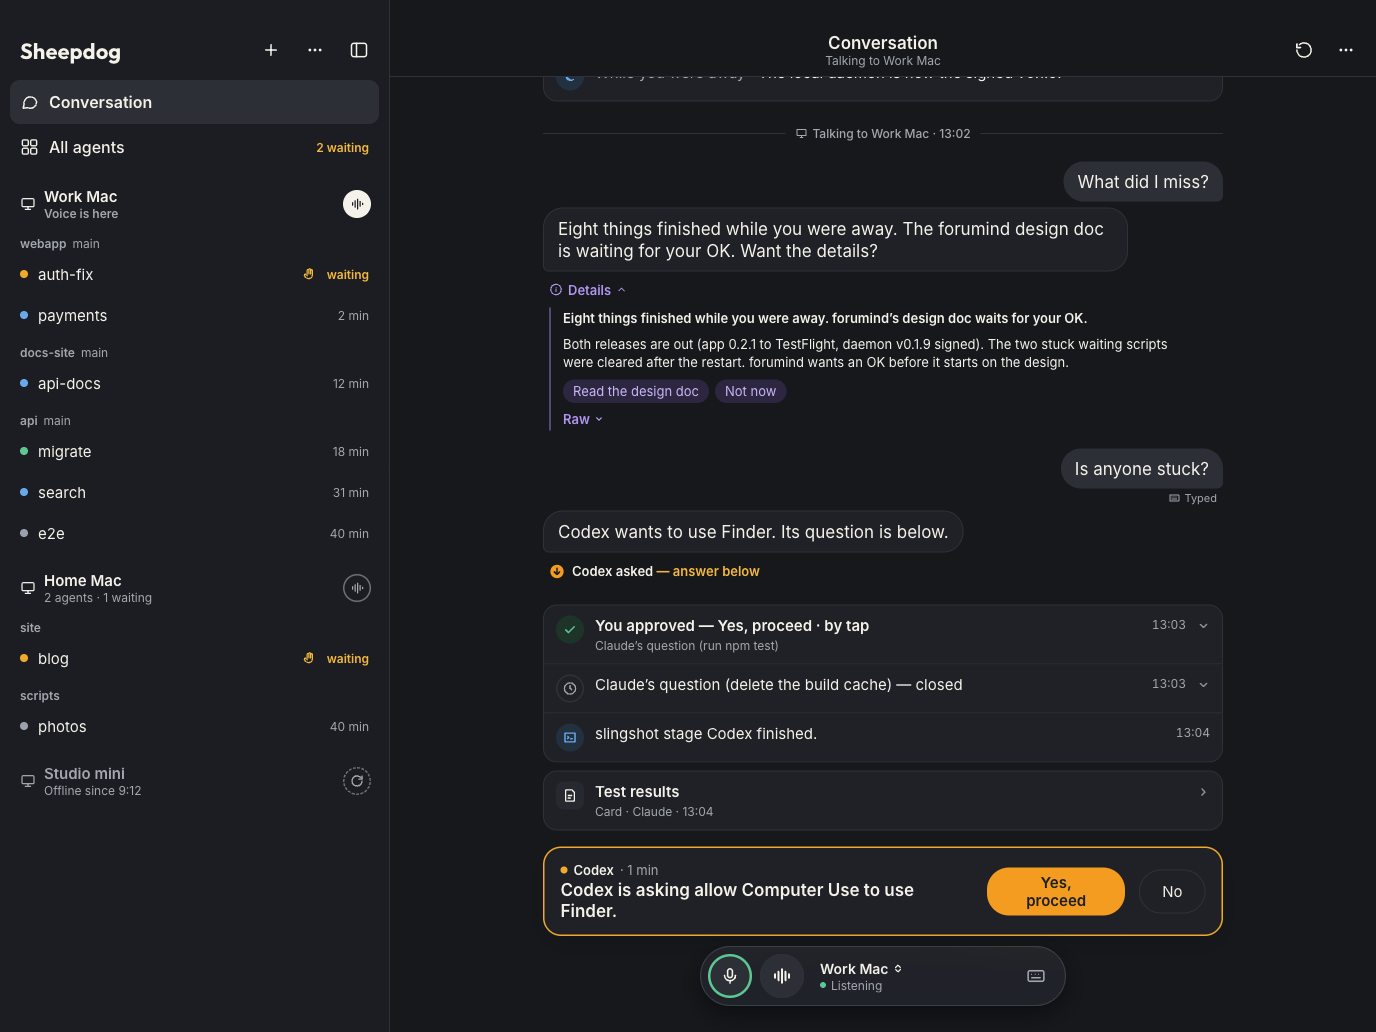 Sheepdog
Conversation
All agents
2 waiting
Work Mac
Voice is here
webapp main
auth-fix
waiting
payments
2 min
docs-site main
api-docs
12 min
api main
migrate
18 min
search
31 min
e2e
40 min
Home Mac
2 agents · 1 waiting
site
blog
waiting
scripts
photos
40 min
Studio mini
Offline since 9:12
Conversation
Talking to Work Mac
Talking to Work Mac · 13:02
What did I miss?
Eight things finished while you were away. The forumind design doc
is waiting for your OK. Want the details?
Details
Eight things finished while you were away. forumind’s design doc waits for your OK.
Both releases are out (app 0.2.1 to TestFlight, daemon v0.1.9 signed). The two stuck waiting scripts
were cleared after the restart. forumind wants an OK before it starts on the design.
Read the design doc
Not now
Raw
Is anyone stuck?
Typed
Codex wants to use Finder. Its question is below.
Codex asked — answer below
You approved — Yes, proceed · by tap
13:03
Claude’s question (run npm test)
Claude’s question (delete the build cache) — closed
13:03
slingshot stage Codex finished.
13:04
Test results
Card · Claude · 13:04
Codex · 1 min
Codex is asking allow Computer Use to use
Finder.
Yes,
proceed
No
Work Mac
Listening